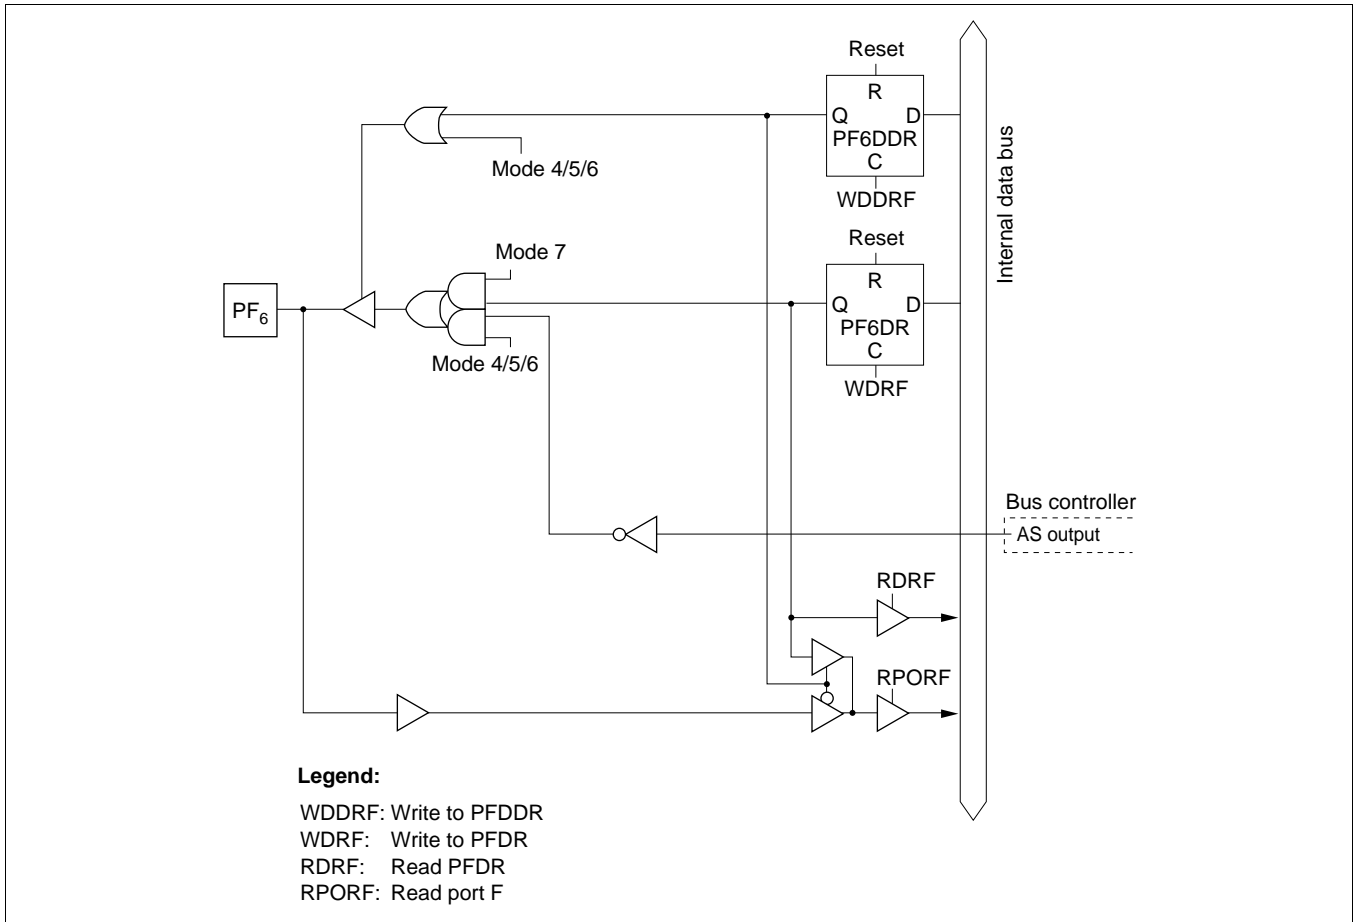 Reset
R
Q D
PF6DDR
C
WDDRF
Mode 4/5/6
Internal data bus
Reset
R
Q D
PF6DR
C
WDRF
Mode 7
PF6
Mode 4/5/6
Bus controller
AS output
RDRF
RPORF
Legend:
WDDRF: Write to PFDDR
WDRF: Write to PFDR
RDRF: Read PFDR
RPORF: Read port F